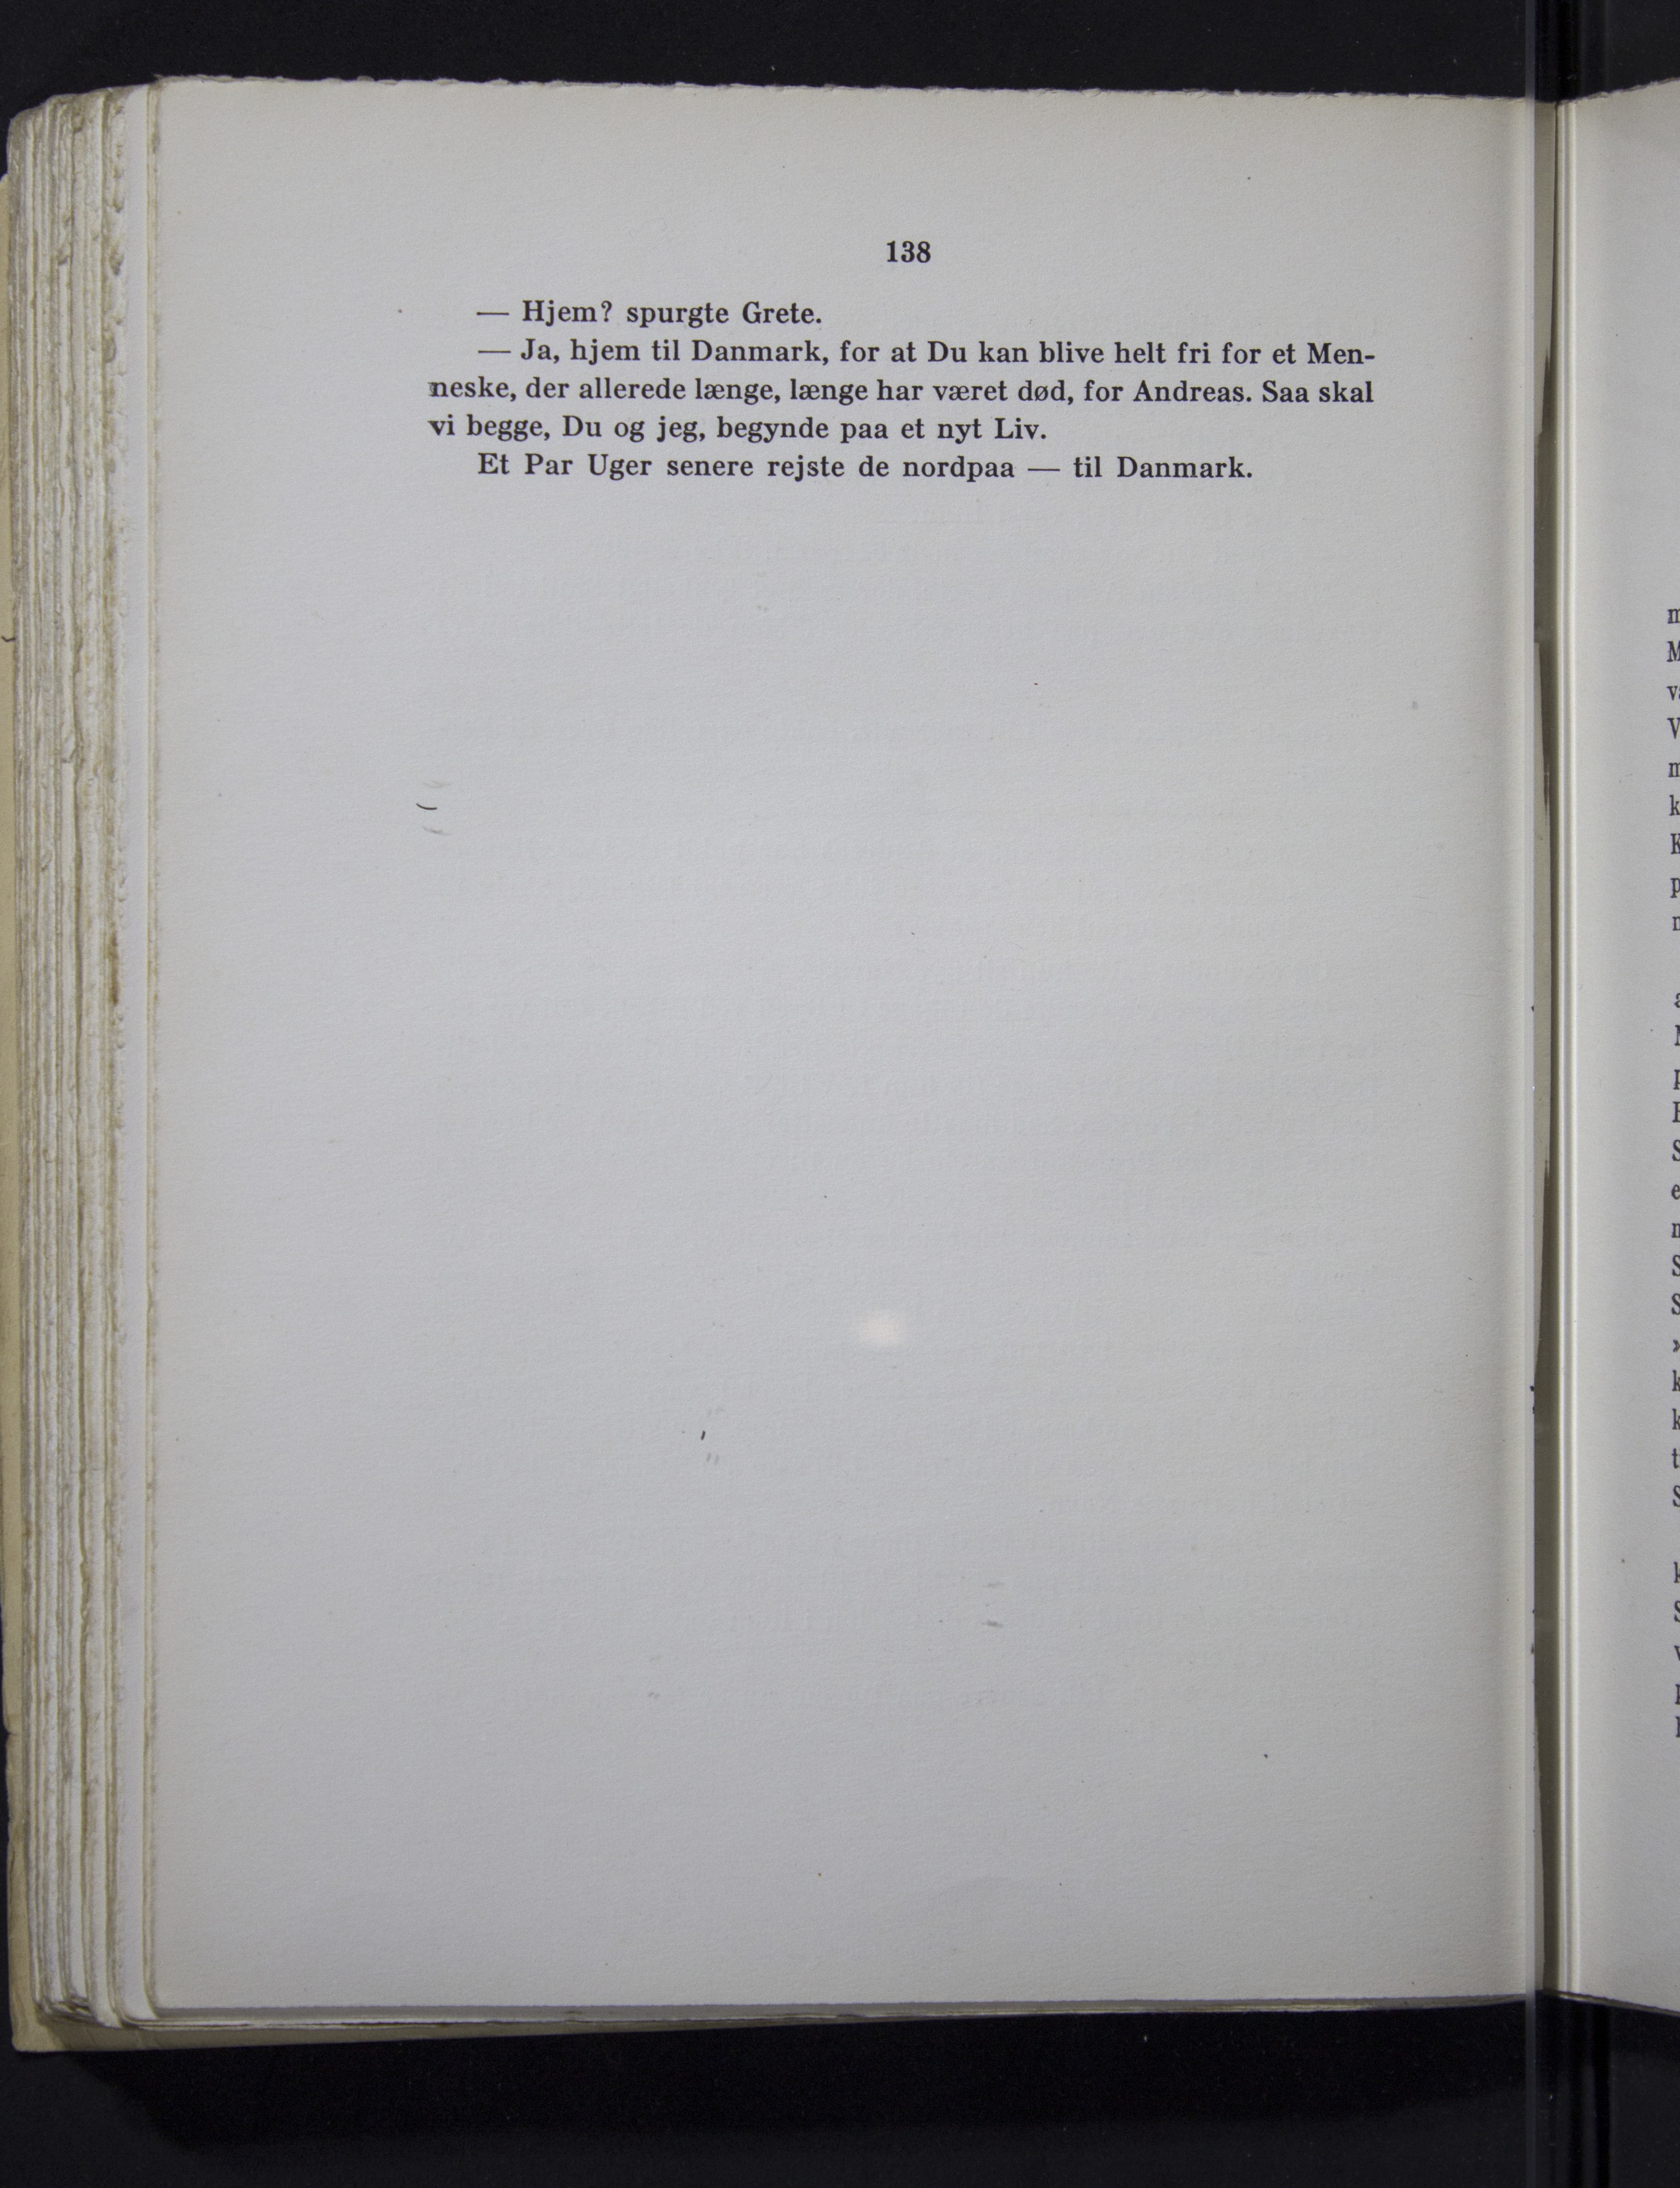 138
— Hjem? spurgte Grete.
— Ja, hjem til Danmark, for at Du kan blive helt fri for et Men-
neske, der allerede længe, længe har været død, for Andreas. Saa skal
vi begge, Du og jeg, begynde paa et nyt Liv.
Et Par Uger senere rejste de nordpaa — til Danmark.